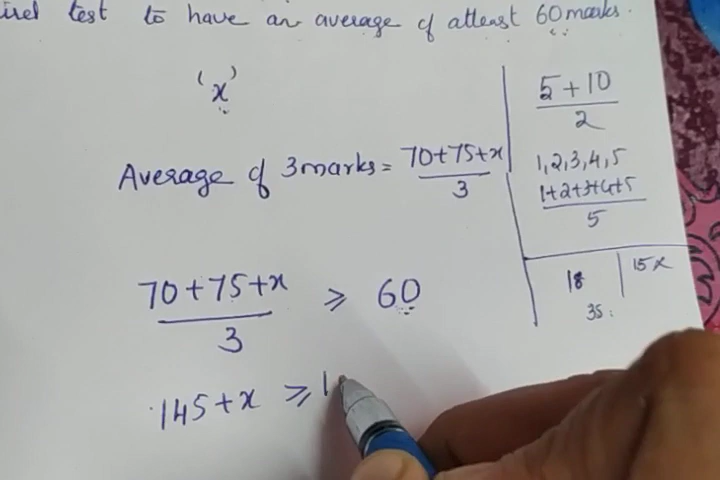 test to have an average of atleast 60 marks.
'x'
Average of 3 marks = 70+75+x / 3
70+75+x / 3 ≥ 60
145+x ≥ 1
5+10 / 2
1,2,3,4,5
1+2+3+4+5 / 5
18
15x
35